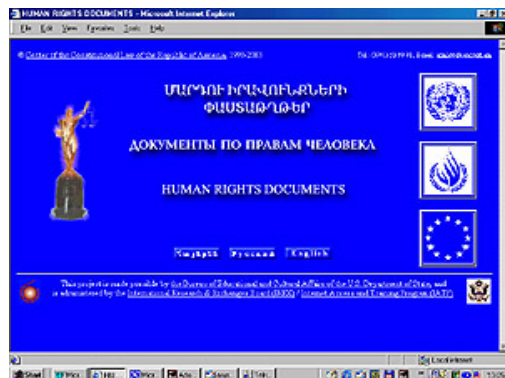 HUMAN RIGHTS DOCUMENTS - Microsoft Internet Explorer
File Edit View Favorites Tools Help
© Center of the Constitutional Law of the Republic of Armenia, 1998-2003
ՄԱՐԴՈՒ ԻՐԱՎՈՒՆՔՆԵՐԻ
ՓԱՍՏԱԹՂԹԵՐ
ДОКУМЕНТЫ ПО ПРАВАМ ЧЕЛОВЕКА
HUMAN RIGHTS DOCUMENTS
Հայերեն Русский English
This project is made possible by the Bureau of Educational and Cultural Affairs of the U.S. Department of State, and
is administered by the International Research & Exchanges Board (IREX) / Internet Access and Training Program (IATP).
Local intranet
Start